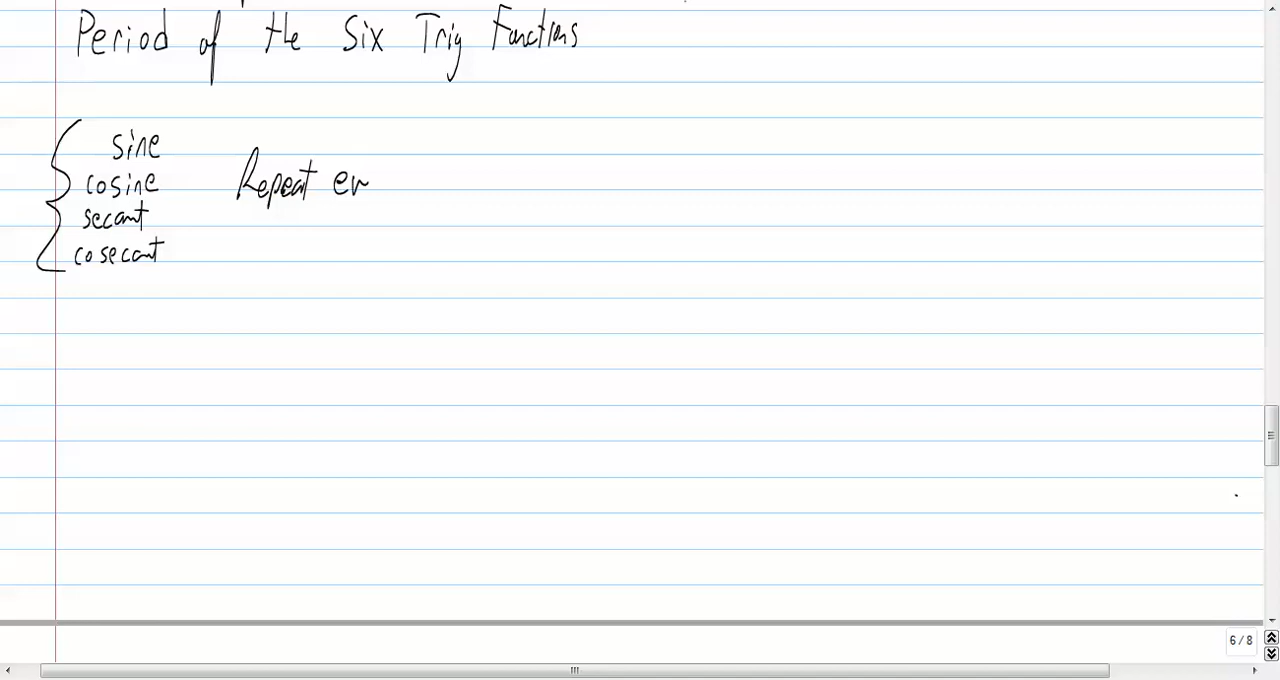 Period of the Six Trig Functions
sine
cosine
secant
cosecant
Repeat ev
6 / 8